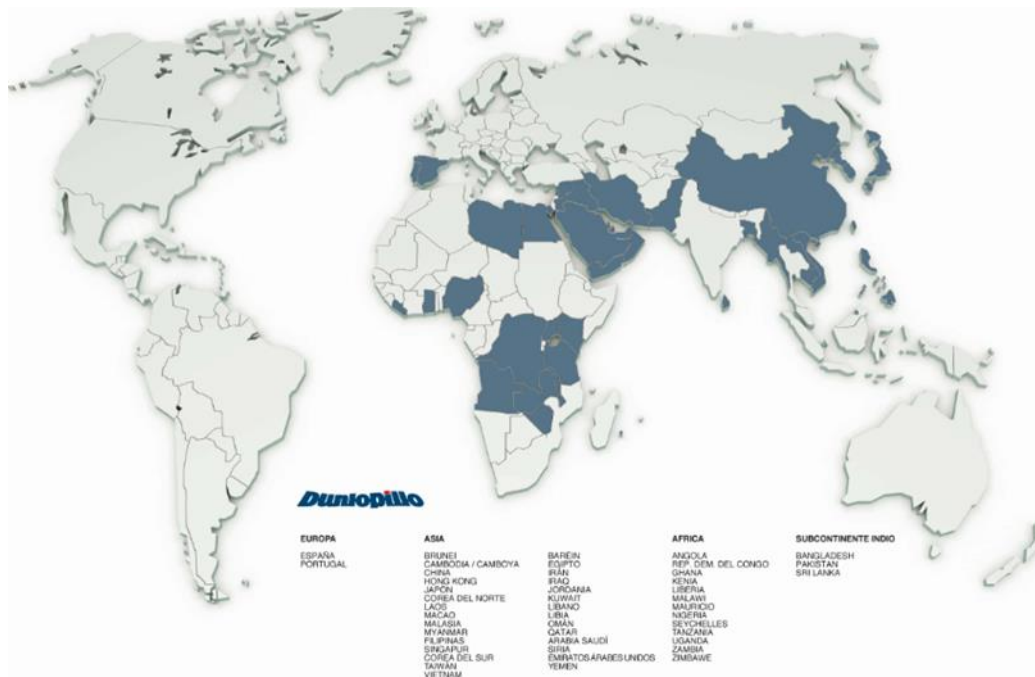 Dunlopillo
EUROPA
ESPAÑA
PORTUGAL
ASIA
BRUNEI
CAMBODIA / CAMBOYA
CHINA
HONG KONG
JAPÓN
COREA DEL NORTE
LAOS
MACAO
MALASIA
MYANMAR
FILIPINAS
SINGAPUR
COREA DEL SUR
TAIWÁN
VIETNAM
BARÉIN
EGIPTO
IRÁN
IRAQ
JORDANIA
KUWAIT
LÍBANO
LIBIA
OMÁN
QATAR
ARABIA SAUDÍ
SIRIA
EMIRATOS ÁRABES UNIDOS
YEMEN
AFRICA
ANGOLA
REP. DEM. DEL CONGO
GHANA
KENIA
LIBERIA
MALAWI
MAURICIO
NIGERIA
SEYCHELLES
TANZANIA
UGANDA
ZAMBIA
ZIMBAWE
SUBCONTINENTE INDIO
BANGLADESH
PAKISTAN
SRI LANKA